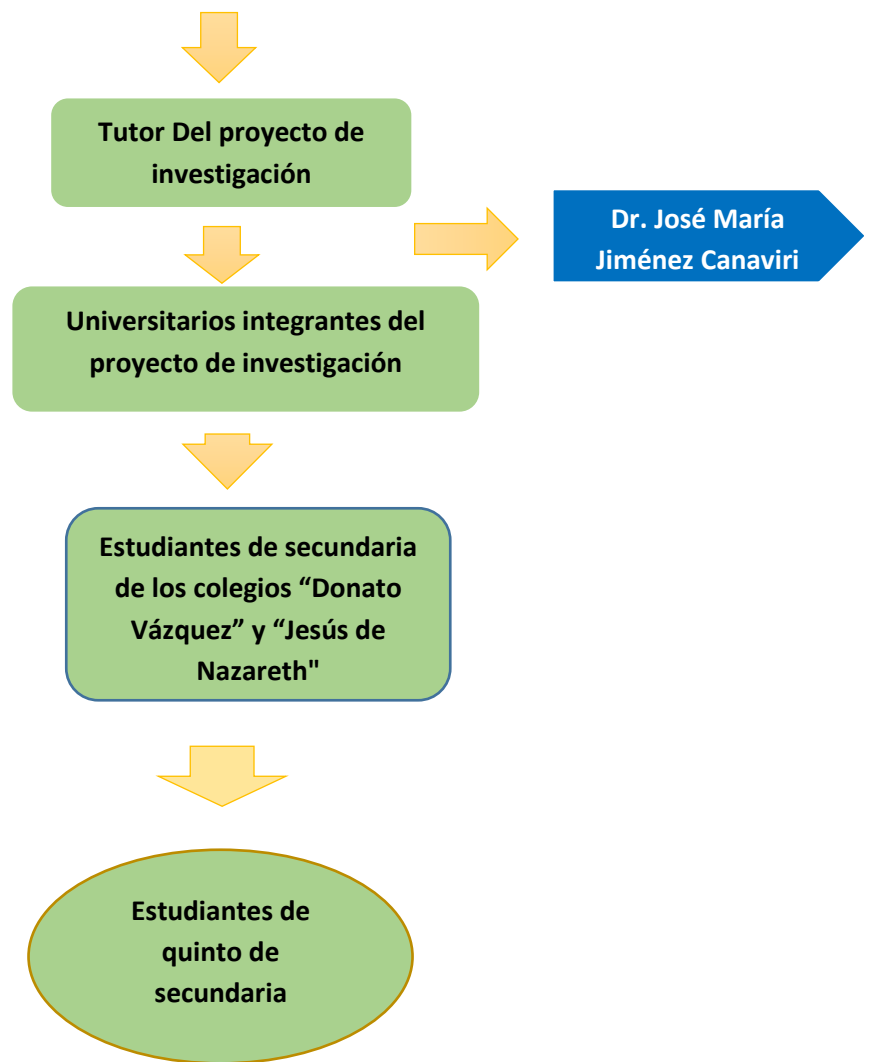 Tutor Del proyecto de
investigación
Dr. José María
Jiménez Canaviri
Universitarios integrantes del
proyecto de investigación
Estudiantes de secundaria
de los colegios “Donato
Vázquez” y “Jesús de
Nazareth"
Estudiantes de
quinto de
secundaria